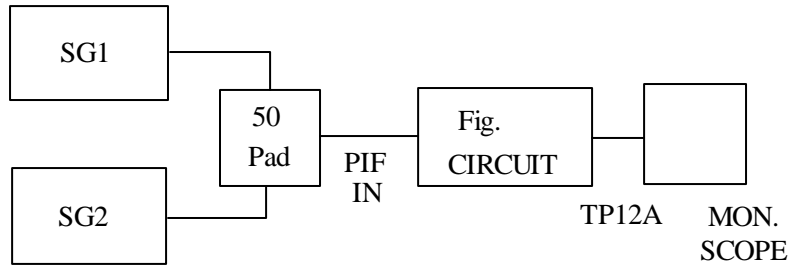 SG1
50
Pad
SG2
PIF
IN
Fig.
CIRCUIT
TP12A
MON.
SCOPE